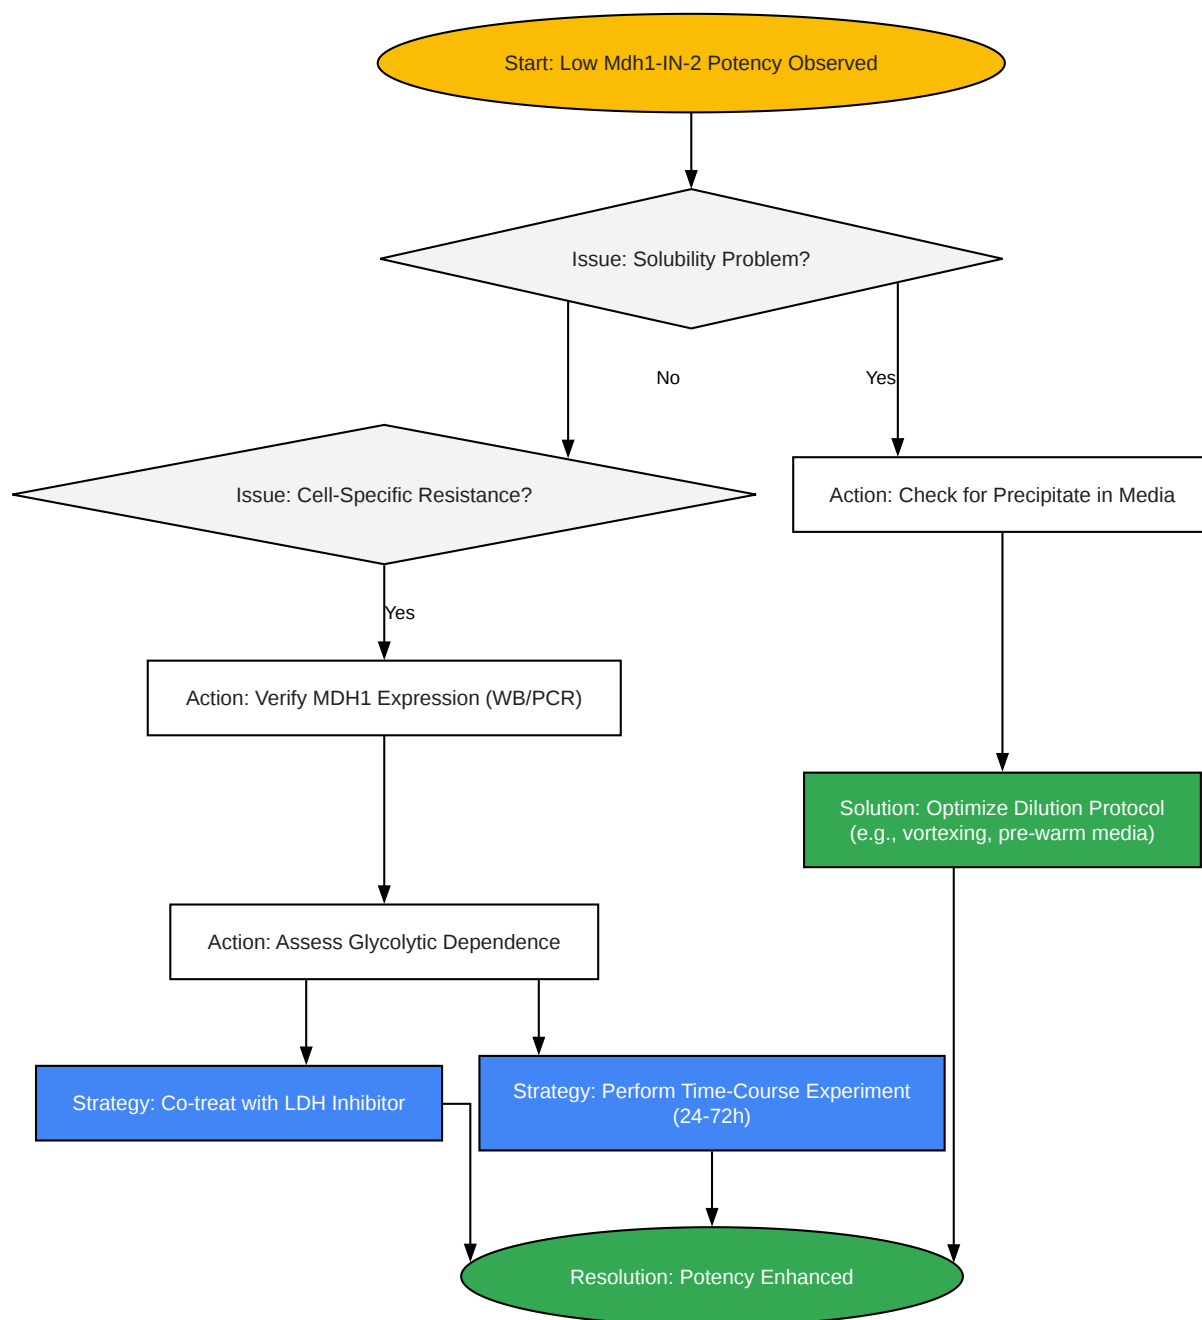 Start: Low Mdh1-IN-2 Potency Observed
Issue: Solubility Problem?
No
Yes
Issue: Cell-Specific Resistance?
Action: Check for Precipitate in Media
Yes
Action: Verify MDH1 Expression (WB/PCR)
Solution: Optimize Dilution Protocol
(e.g., vortexing, pre-warm media)
Action: Assess Glycolytic Dependence
Strategy: Co-treat with LDH Inhibitor
Strategy: Perform Time-Course Experiment
(24-72h)
Resolution: Potency Enhanced